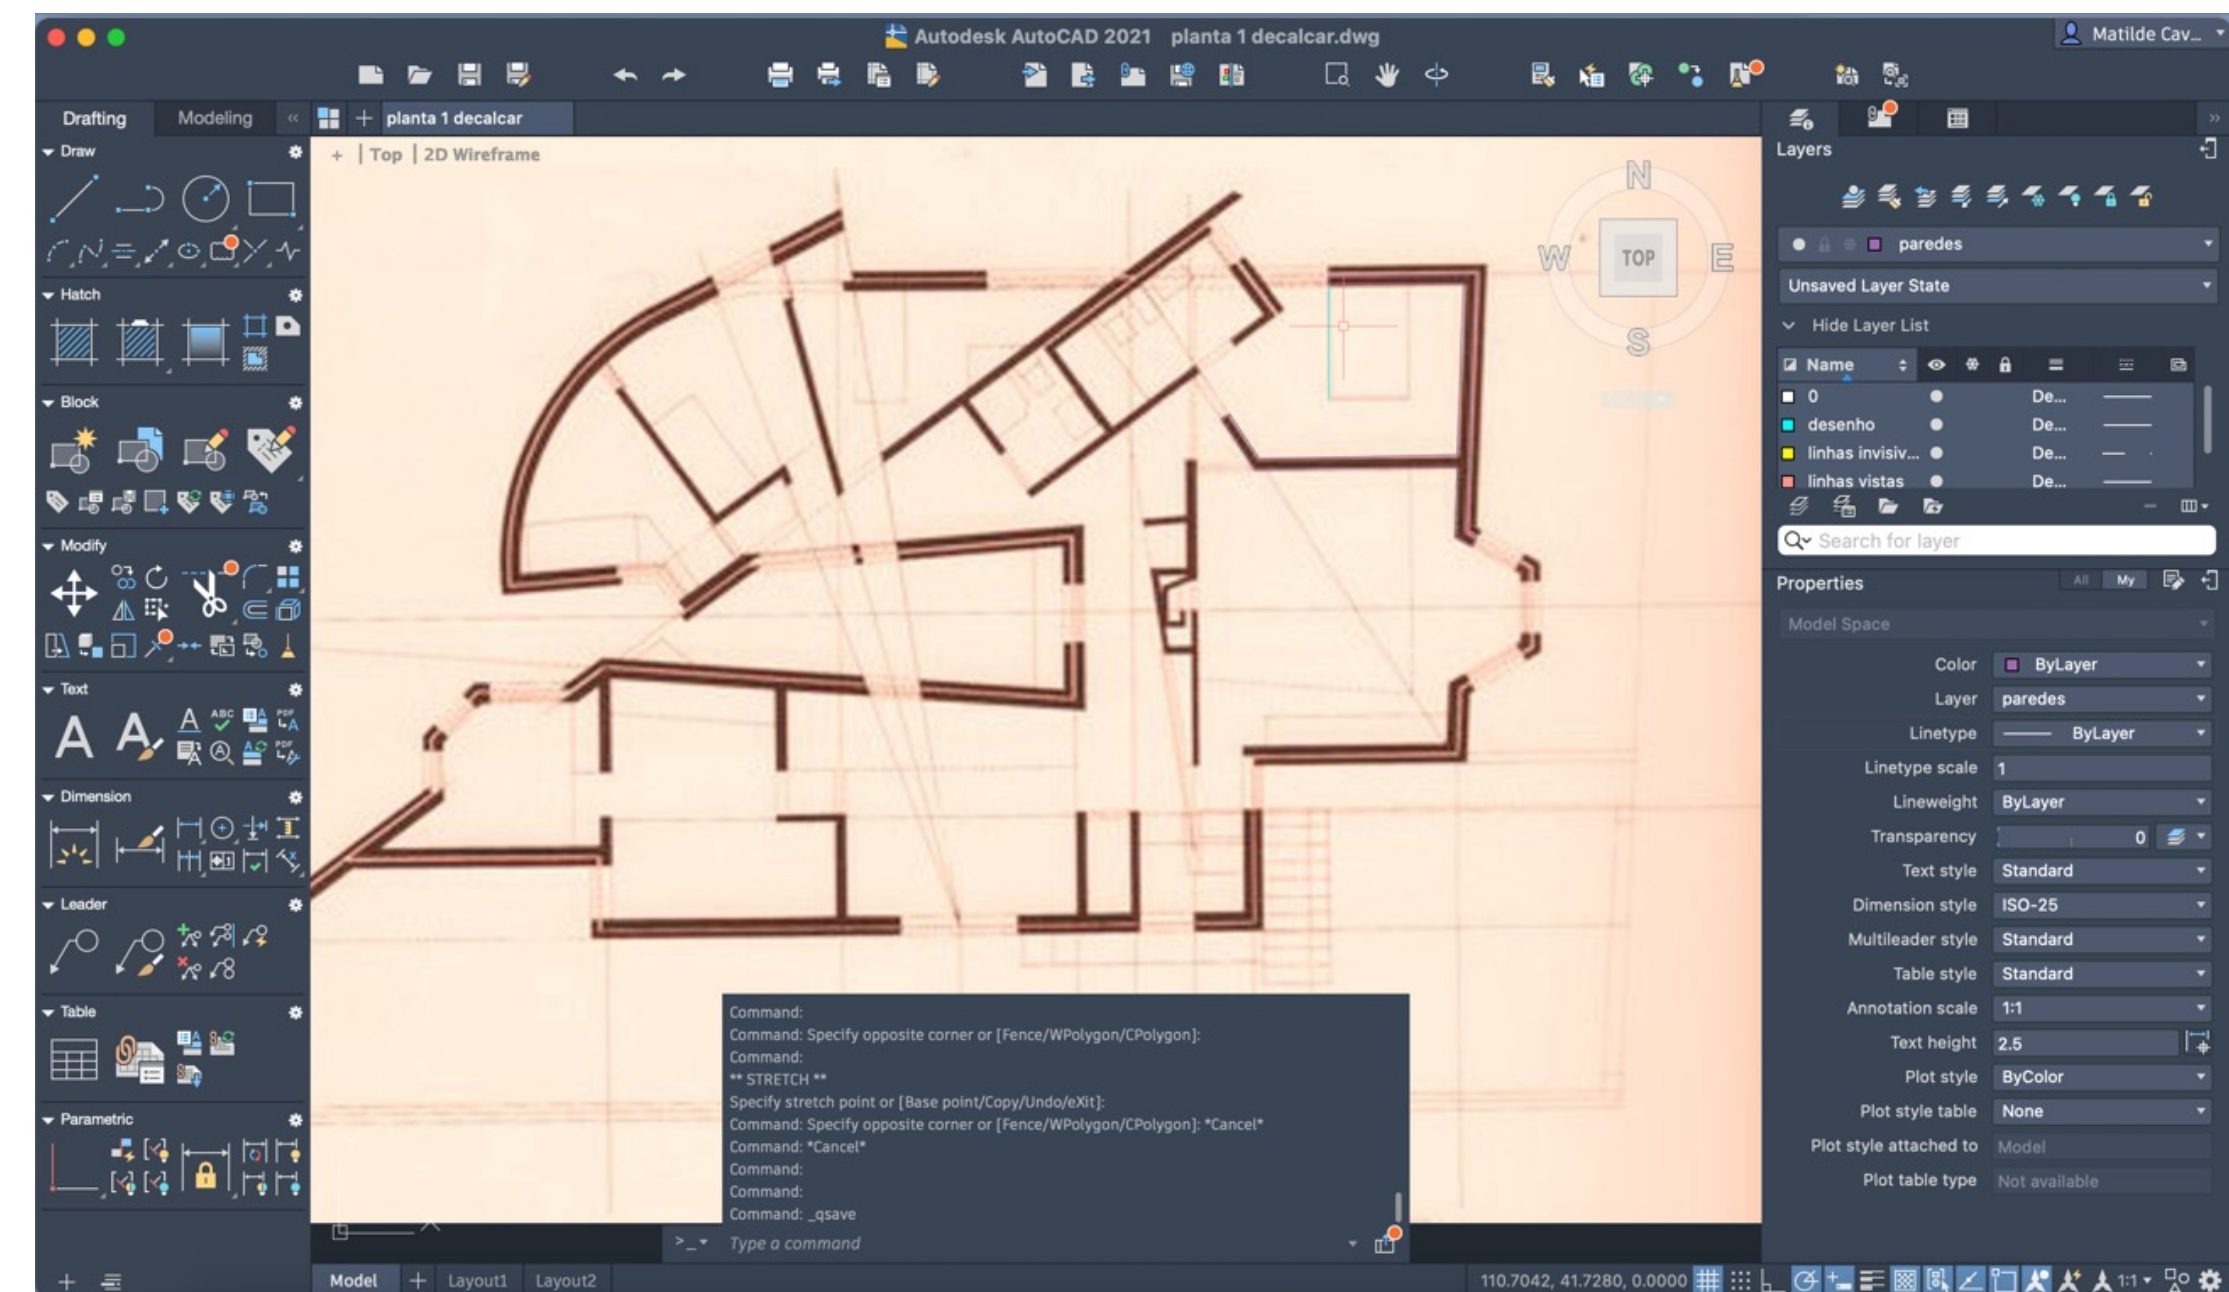 Autodesk AutoCAD 2021 planta 1 decalcar.dwg
Matilde Cav...
Drafting Modeling
planta 1 decalcar
+ | Top | 2D Wireframe
Draw
Hatch
Block
Modify
Text
Dimension
Leader
Table
Parametric
N
W TOP E
S
Layers
paredes
Unsaved Layer State
Hide Layer List
Name
0 De...
desenho De...
linhas invisiv... De...
linhas vistas De...
Search for layer
Properties All My
Model Space
Color ByLayer
Layer paredes
Linetype ByLayer
Linetype scale 1
Lineweight ByLayer
Transparency 0
Text style Standard
Dimension style ISO-25
Multileader style Standard
Table style Standard
Annotation scale 1:1
Text height 2.5
Plot style ByColor
Plot style table None
Plot style attached to Model
Plot table type Not available
Command:
Command: Specify opposite corner or [Fence/WPolygon/CPolygon]:
Command:
** STRETCH **
Specify stretch point or [Base point/Copy/Undo/eXit]:
Command: Specify opposite corner or [Fence/WPolygon/CPolygon]: *Cancel*
Command: *Cancel*
Command:
Command:
Command: _qsave
>_ Type a command
Model + Layout1 Layout2
110.7042, 41.7280, 0.0000
1:1